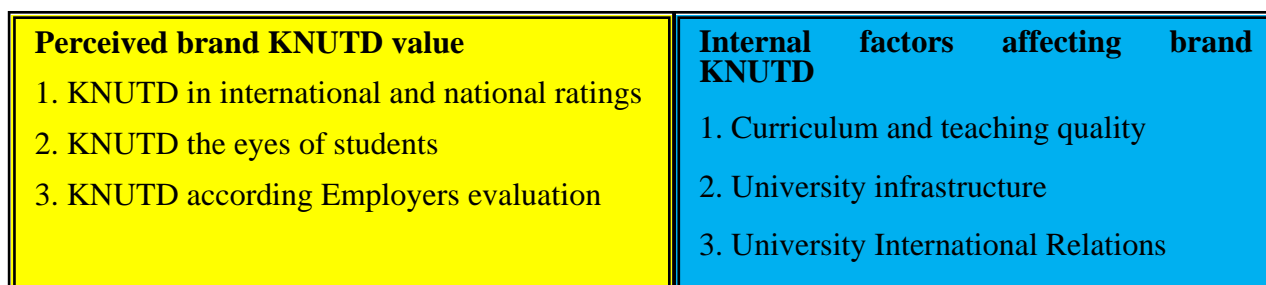 Perceived brand KNUTD value
1. KNUTD in international and national ratings
2. KNUTD the eyes of students
3. KNUTD according Employers evaluation
Internal factors affecting brand
KNUTD
1. Curriculum and teaching quality
2. University infrastructure
3. University International Relations